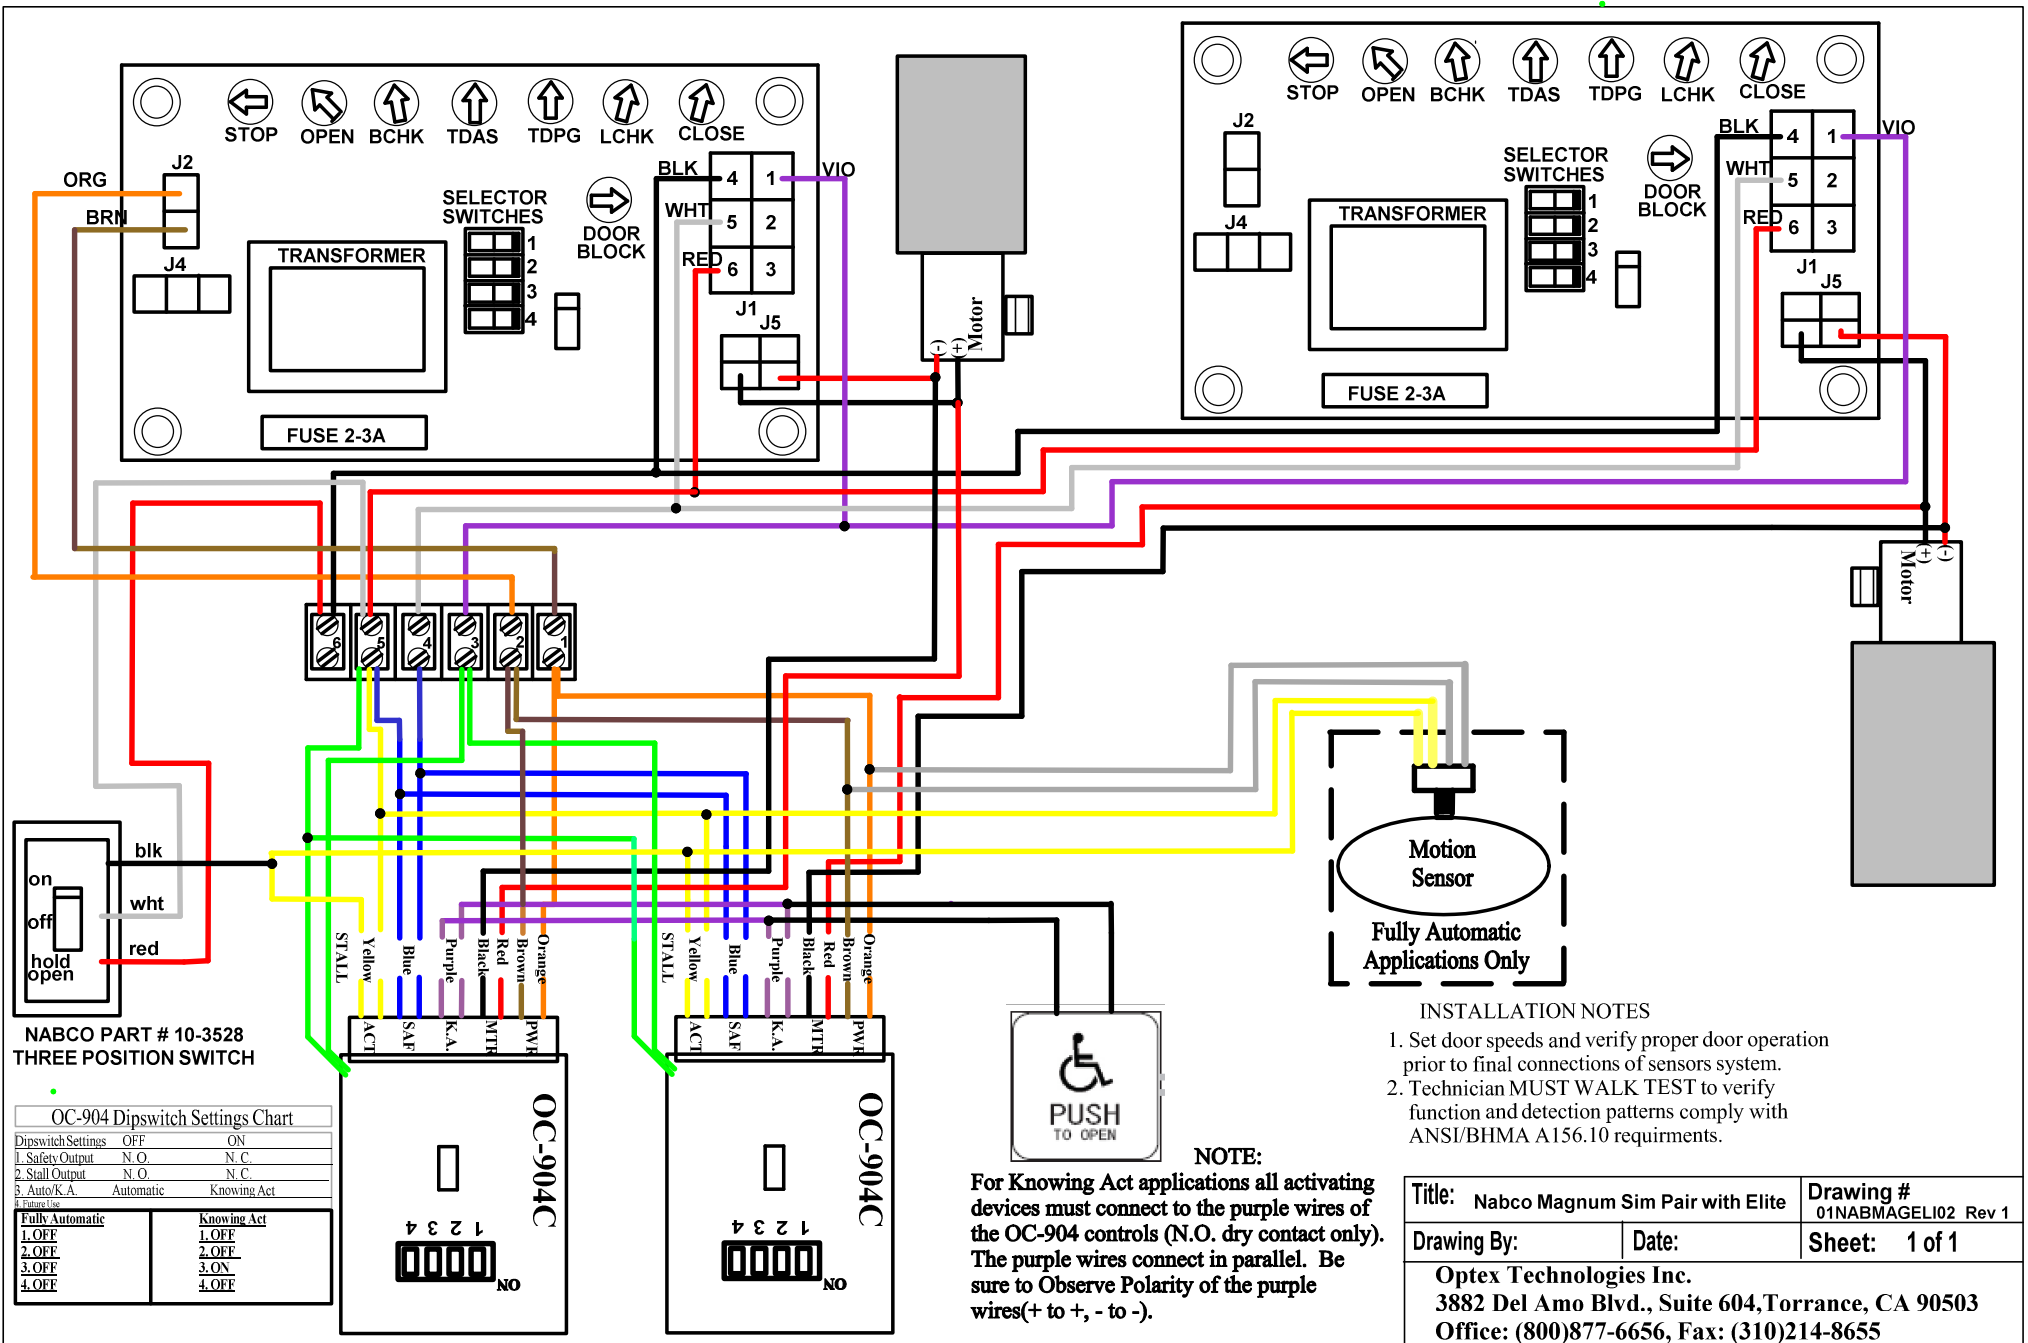 STOP
OPEN
BCHK
TDAS
TDPG
LCHK
CLOSE
J2
ORG
BRN
J4
TRANSFORMER
FUSE 2-3A
SELECTOR
SWITCHES
1
2
3
4
DOOR
BLOCK
BLK
WHT
RED
VIO
4 1
5 2
6 3
J1
J5
(-)
(+)
Motor
STOP
OPEN
BCHK
TDAS
TDPG
LCHK
CLOSE
J2
J4
TRANSFORMER
FUSE 2-3A
SELECTOR
SWITCHES
1
2
3
4
DOOR
BLOCK
BLK
WHT
RED
VIO
4 1
5 2
6 3
J1
J5
(+)
(-)
Motor
6 5 4 3 2 1
on
off
hold
open
blk
wht
red
NABCO PART # 10-3528
THREE POSITION SWITCH
STALL
Yellow
Blue
Purple
Black
Red
Brown
Orange
ACT
SAF
K.A.
MTR
PWR
OC-904C
1 2 3 4
ON
STALL
Yellow
Blue
Purple
Black
Red
Brown
Orange
ACT
SAF
K.A.
MTR
PWR
OC-904C
1 2 3 4
ON
Motion
Sensor
Fully Automatic
Applications Only
PUSH
TO OPEN
INSTALLATION NOTES
1. Set door speeds and verify proper door operation
prior to final connections of sensors system.
2. Technician MUST WALK TEST to verify
function and detection patterns comply with
ANSI/BHMA A156.10 requirments.
NOTE:
For Knowing Act applications all activating
devices must connect to the purple wires of
the OC-904 controls (N.O. dry contact only).
The purple wires connect in parallel. Be
sure to Observe Polarity of the purple
wires(+ to +, - to -).
OC-904 Dipswitch Settings Chart
Dipswitch Settings OFF ON
1. Safety Output N. O. N. C.
2. Stall Output N. O. N. C.
3. Auto/K.A. Automatic Knowing Act
4. Future Use
Fully Automatic
1. OFF
2. OFF
3. OFF
4. OFF
Knowing Act
1. OFF
2. OFF
3. ON
4. OFF
Title: Nabco Magnum Sim Pair with Elite
Drawing #
01NABMAGELI02 Rev 1
Drawing By:
Date:
Sheet: 1 of 1
Optex Technologies Inc.
3882 Del Amo Blvd., Suite 604,Torrance, CA 90503
Office: (800)877-6656, Fax: (310)214-8655